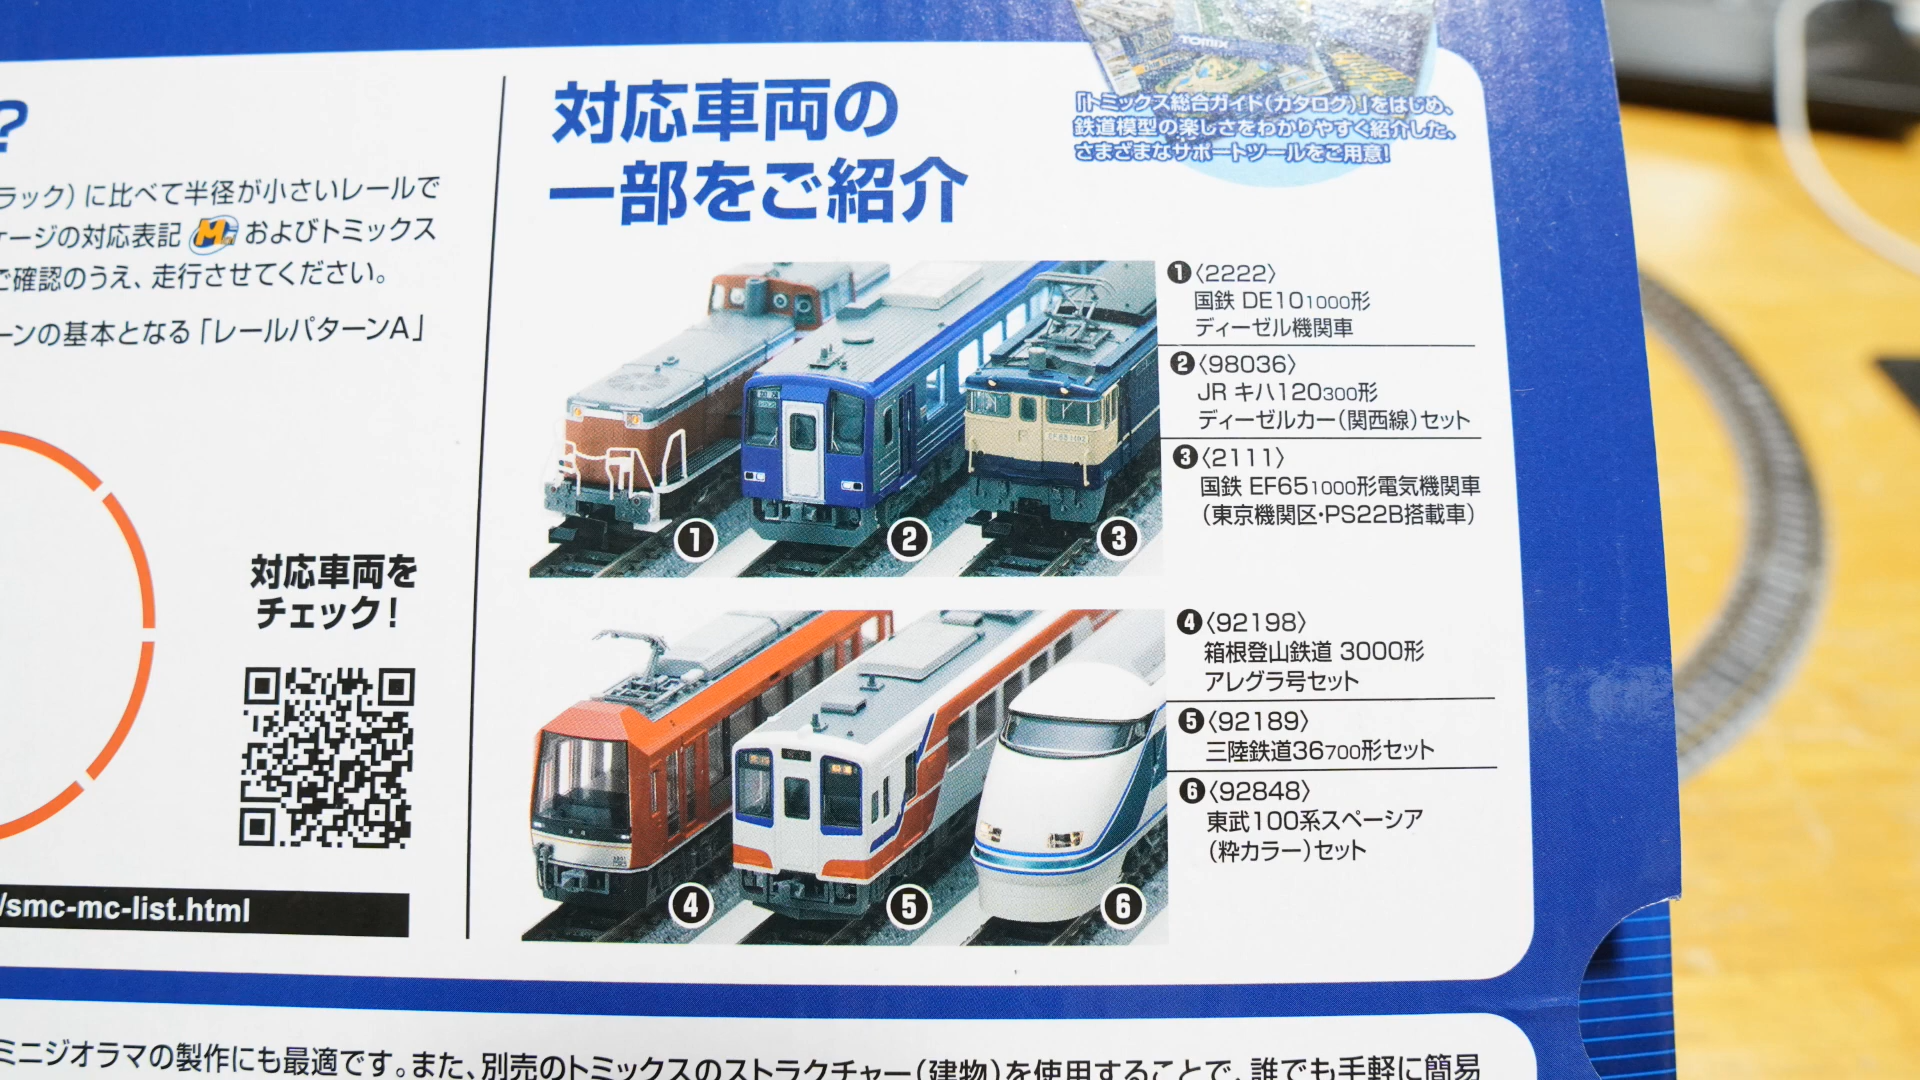 ?
ラック）に比べて半径が小さいレールで
ケージの対応表記 およびトミックス
ご確認のうえ、走行させてください。
ーンの基本となる「レールパターンA」
対応車両を
チェック！
/smc-mc-list.html
対応車両の
一部をご紹介
TOMIX
「トミックス総合ガイド（カタログ）」をはじめ、
鉄道模型の楽しさをわかりやすく紹介した、
さまざまなサポートツールをご用意！
❶〈2222〉
国鉄 DE101000形
ディーゼル機関車
❷〈98036〉
JR キハ120300形
ディーゼルカー（関西線）セット
❸〈2111〉
国鉄 EF651000形電気機関車
（東京機関区・PS22B搭載車）
❶
❷
❸
❹〈92198〉
箱根登山鉄道 3000形
アレグラ号セット
❺〈92189〉
三陸鉄道36700形セット
❻〈92848〉
東武100系スペーシア
（粋カラー）セット
❹
❺
❻
ミニジオラマの製作にも最適です。また、別売のトミックスのストラクチャー（建物）を使用することで、誰でも手軽に簡易